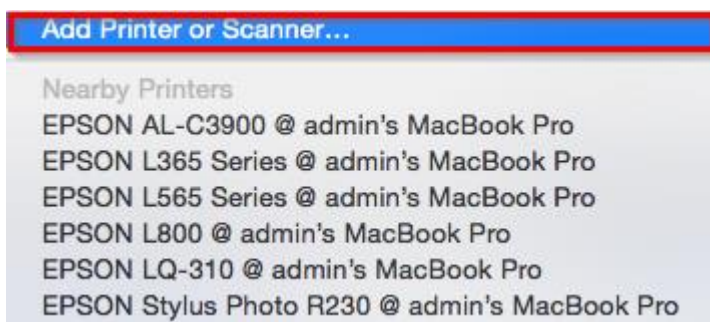 Add Printer or Scanner...
Nearby Printers
EPSON AL-C3900 @ admin's MacBook Pro
EPSON L365 Series @ admin's MacBook Pro
EPSON L565 Series @ admin's MacBook Pro
EPSON L800 @ admin's MacBook Pro
EPSON LQ-310 @ admin's MacBook Pro
EPSON Stylus Photo R230 @ admin's MacBook Pro